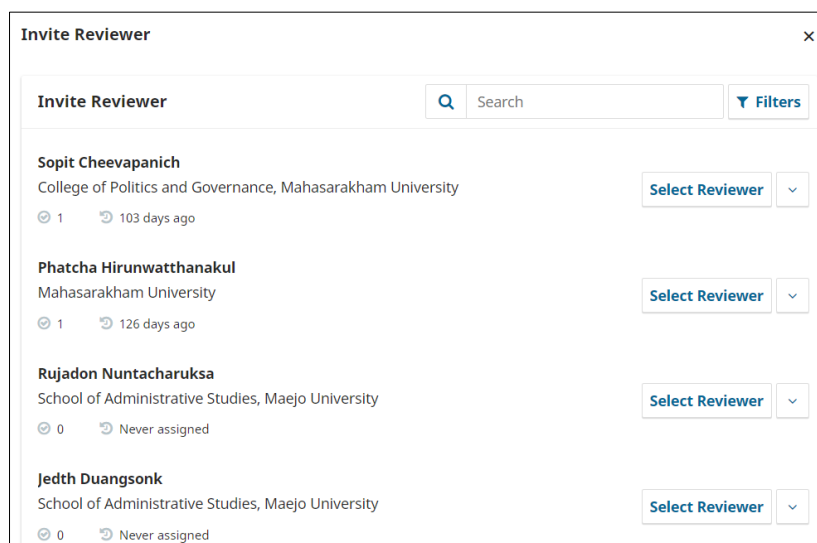 Invite Reviewer
Invite Reviewer
Search
Filters
Sopit Cheevapanich
College of Politics and Governance, Mahasarakham University
Select Reviewer
1 103 days ago
Phatcha Hirunwatthanakul
Mahasarakham University
Select Reviewer
1 126 days ago
Rujadon Nuntacharuksa
School of Administrative Studies, Maejo University
Select Reviewer
0 Never assigned
Jedth Duangsonk
School of Administrative Studies, Maejo University
Select Reviewer
0 Never assigned